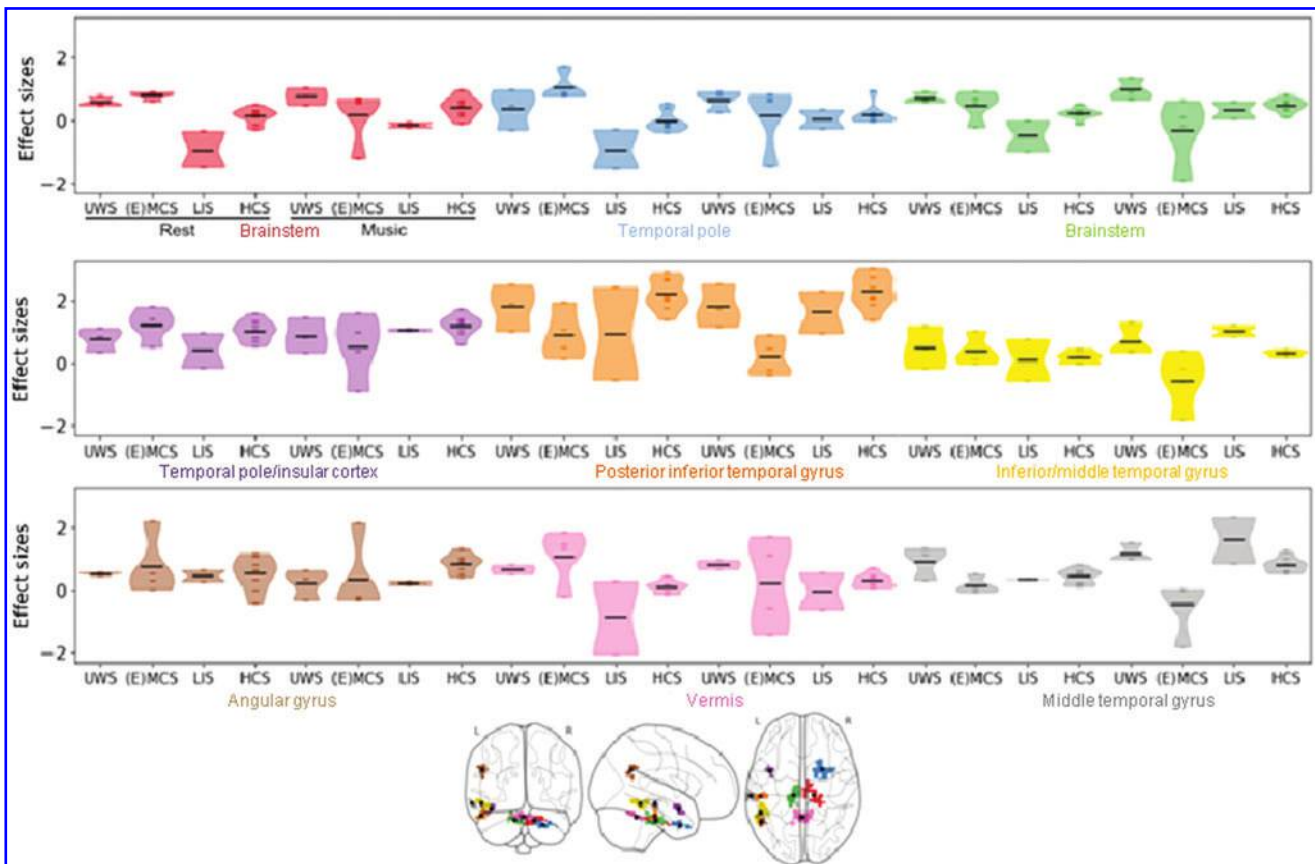 Effect sizes
2
0
−2
UWS (E)MCS LIS HCS UWS (E)MCS LIS HCS UWS (E)MCS LIS HCS UWS (E)MCS LIS HCS UWS (E)MCS LIS HCS UWS (E)MCS LIS HCS
Rest Brainstem Music Temporal pole Brainstem
Effect sizes
2
0
−2
UWS (E)MCS LIS HCS UWS (E)MCS LIS HCS UWS (E)MCS LIS HCS UWS (E)MCS LIS HCS UWS (E)MCS LIS HCS UWS (E)MCS LIS HCS
Temporal pole/insular cortex Posterior inferior temporal gyrus Inferior/middle temporal gyrus
Effect sizes
2
0
−2
UWS (E)MCS LIS HCS UWS (E)MCS LIS HCS UWS (E)MCS LIS HCS UWS (E)MCS LIS HCS UWS (E)MCS LIS HCS UWS (E)MCS LIS HCS
Angular gyrus Vermis Middle temporal gyrus
L R L R